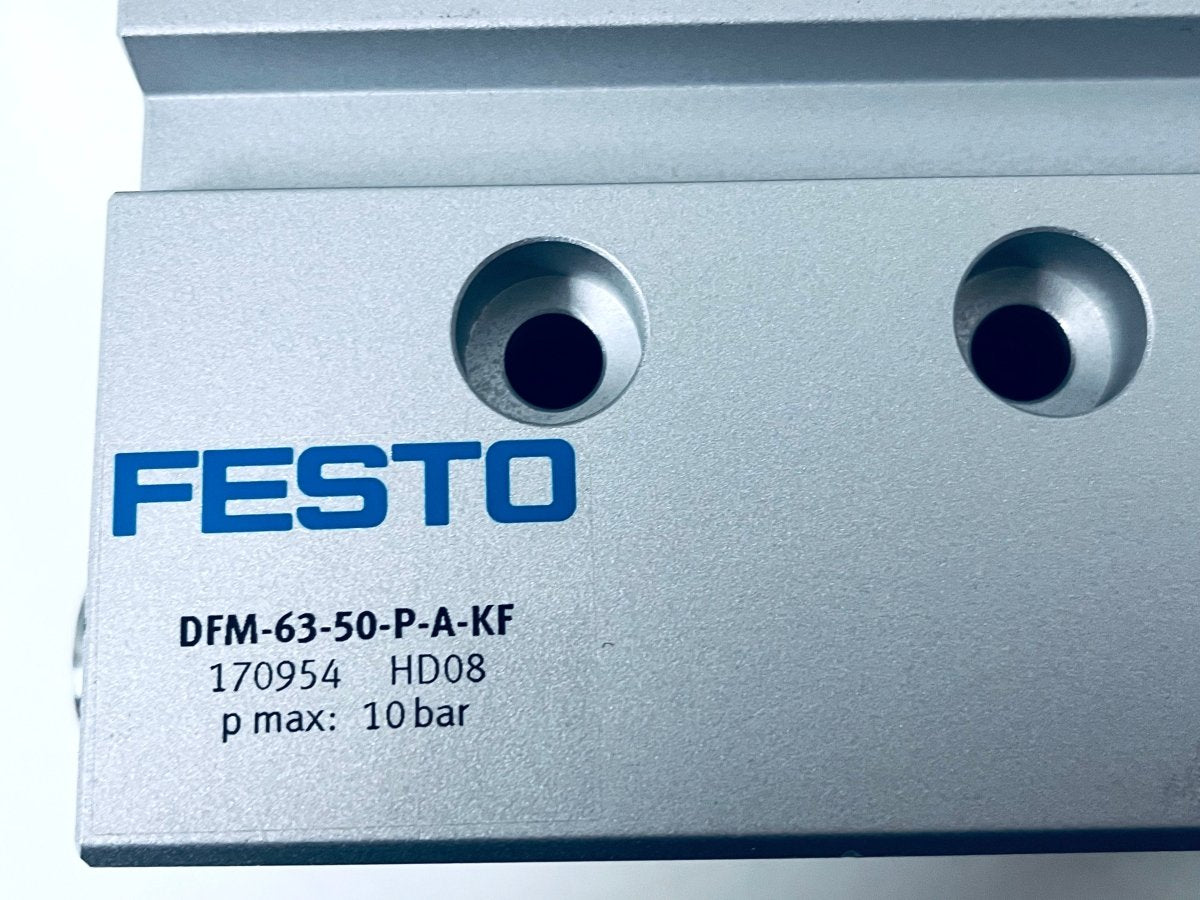 FESTO
DFM-63-50-P-A-KF
170954 HD08
p max: 10 bar